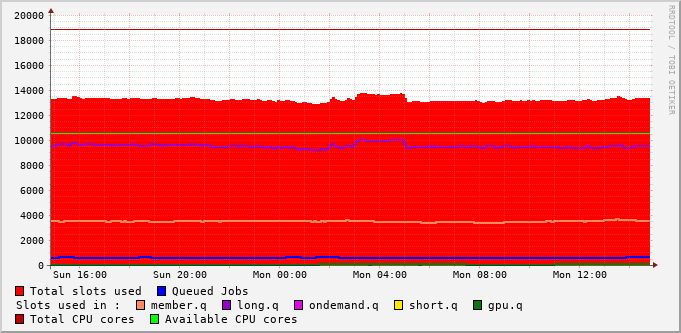 20000
18000
16000
14000
12000
10000
8000
6000
4000
2000
0
Sun 16:00 Sun 20:00 Mon 00:00 Mon 04:00 Mon 08:00 Mon 12:00
RRDTOOL / TOBI OETIKER
Total slots used Queued Jobs
Slots used in : member.q long.q ondemand.q short.q gpu.q
Total CPU cores Available CPU cores